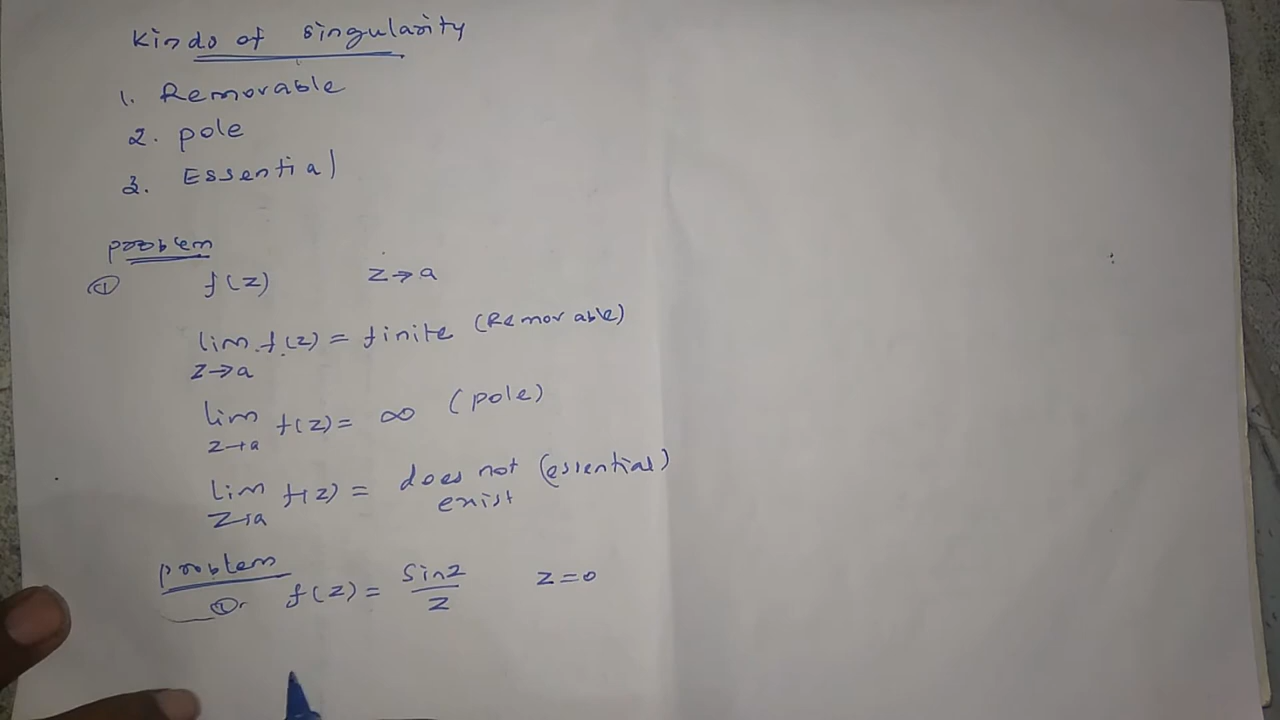 Kinds of singularity
1. Removable
2. pole
3. Essential
problem
① f(z) z→a
lim f(z) = finite (Removable)
z→a
lim f(z) = ∞ (pole)
z→a
lim f(z) = does not (essential)
z→a exist
problem
①. f(z) = sinz/z z=0